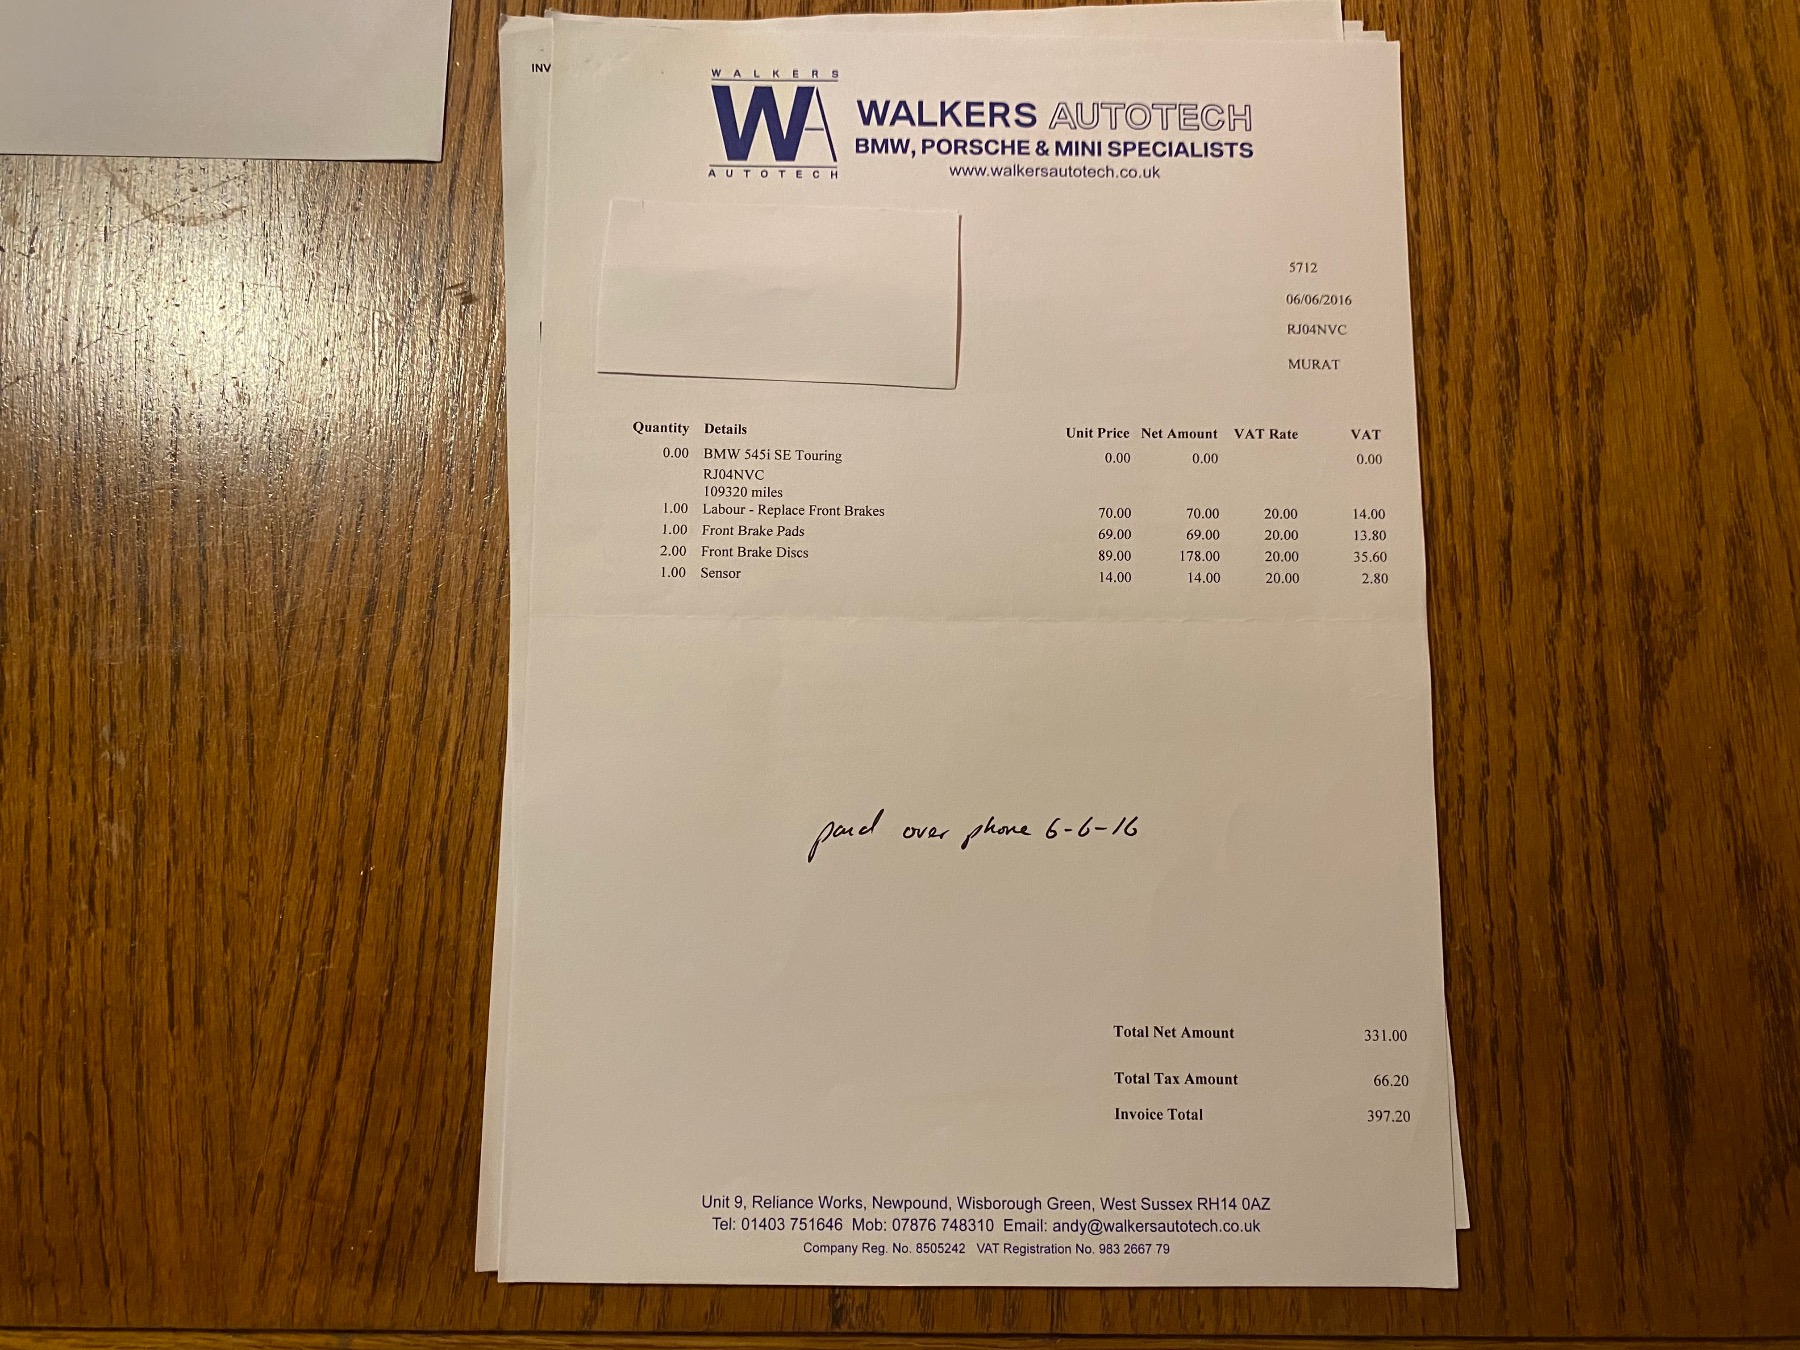 INV
WALKERS
WA
AUTOTECH
WALKERS AUTOTECH
BMW, PORSCHE & MINI SPECIALISTS
www.walkersautotech.co.uk
5712
06/06/2016
RJ04NVC
MURAT
Quantity Details Unit Price Net Amount VAT Rate VAT
0.00 BMW 545i SE Touring 0.00 0.00 0.00
RJ04NVC
109320 miles
1.00 Labour - Replace Front Brakes 70.00 70.00 20.00 14.00
1.00 Front Brake Pads 69.00 69.00 20.00 13.80
2.00 Front Brake Discs 89.00 178.00 20.00 35.60
1.00 Sensor 14.00 14.00 20.00 2.80
paid over phone 6-6-16
Total Net Amount 331.00
Total Tax Amount 66.20
Invoice Total 397.20
Unit 9, Reliance Works, Newpound, Wisborough Green, West Sussex RH14 0AZ
Tel: 01403 751646 Mob: 07876 748310 Email: andy@walkersautotech.co.uk
Company Reg. No. 8505242 VAT Registration No. 983 2667 79